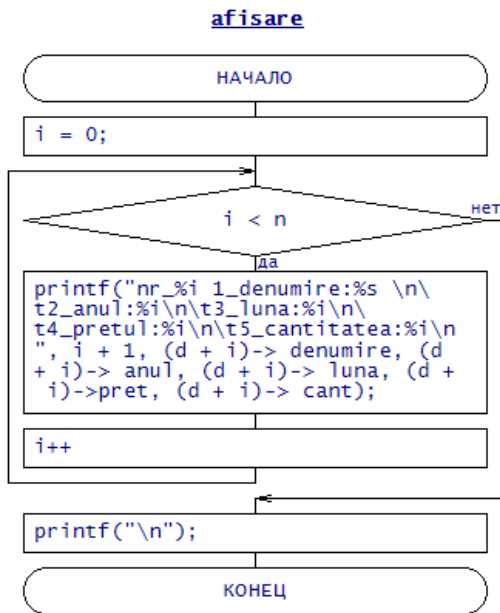 afisare
НАЧАЛО
i = 0;
i < n
нет
да
printf("nr_%i 1_denumire:%s \n\
t2_anul:%i\n\t3_luna:%i\n\
t4_pretul:%i\n\t5_cantitatea:%i\n
", i + 1, (d + i)-> denumire, (d
+ i)-> anul, (d + i)-> luna, (d +
i)->pret, (d + i)-> cant);
i++
printf("\n");
КОНЕЦ